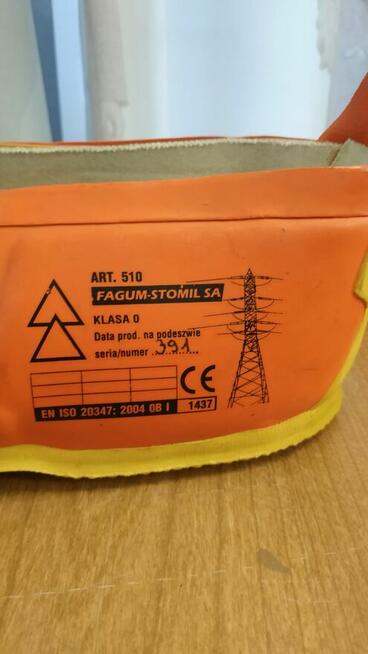 ART. 510
FAGUM-STOMIL SA
KLASA 0
Data prod. na podeszwie
seria/numer ..391......
CE
EN ISO 20347: 2004 OB I
1437